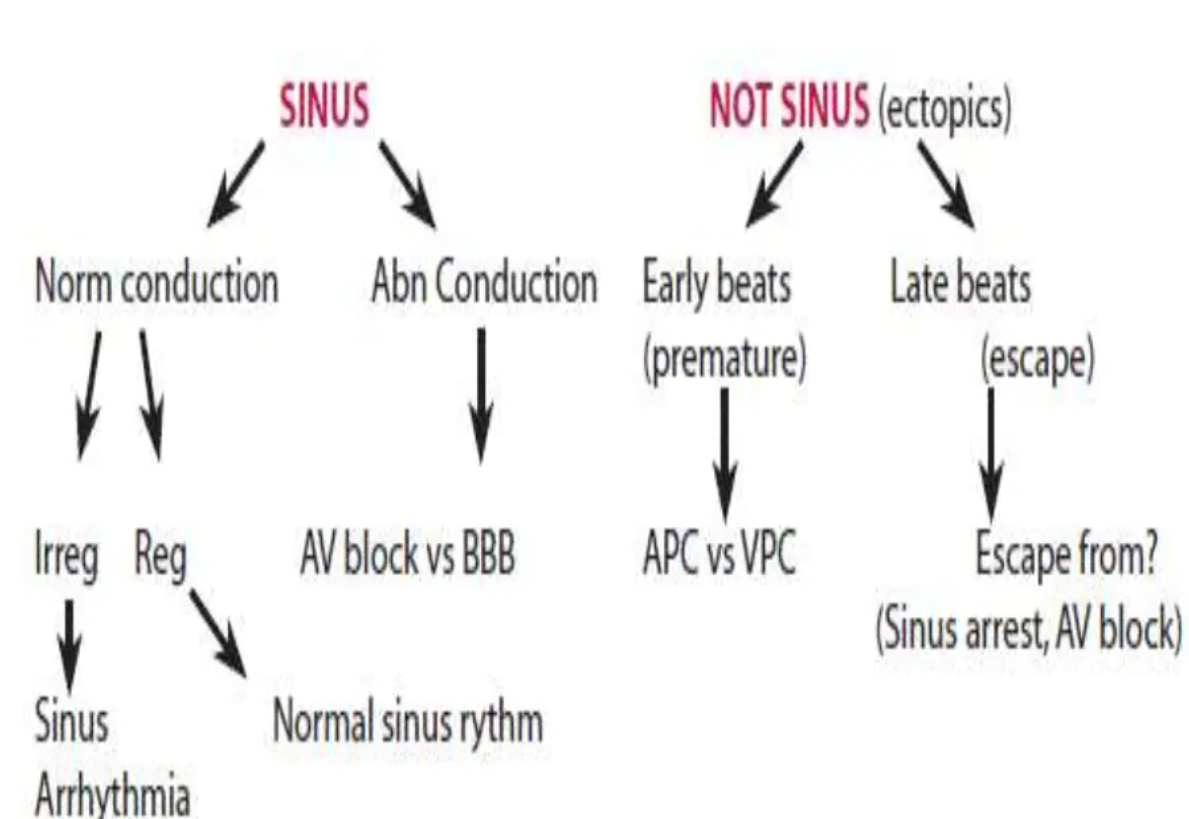 SINUS
NOT SINUS (ectopics)
Norm conduction
Abn Conduction
Early beats
(premature)
Late beats
(escape)
Irreg
Reg
AV block vs BBB
APC vs VPC
Escape from?
(Sinus arrest, AV block)
Sinus
Arrhythmia
Normal sinus rythm